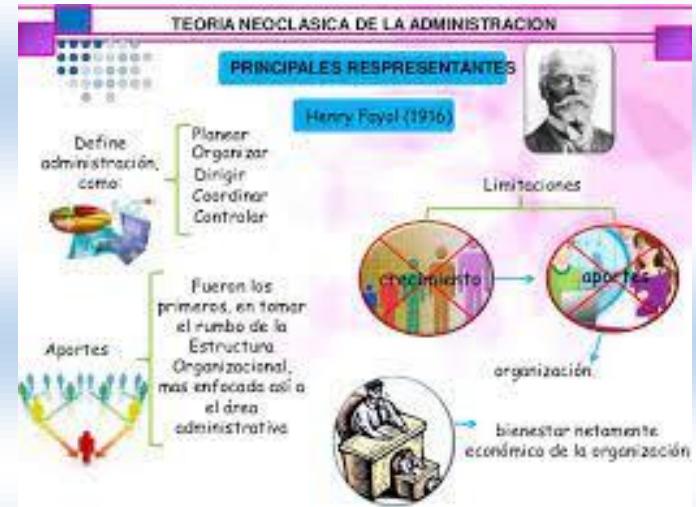 TEORIA NEOCLASICA DE LA ADMINISTRACION
PRINCIPALES RESPRESENTANTES
Henry Fayol (1916)
Define
administración,
como:
Planear
Organizar
Dirigir
Coordinar
Controlar
Aportes
Fueron los
primeros, en tomar
el rumbo de la
Estructura
Organizacional,
mas enfocada así a
el área
administrativa
Limitaciones
crecimiento
aportes
organización
bienestar netamente
económico de la organización